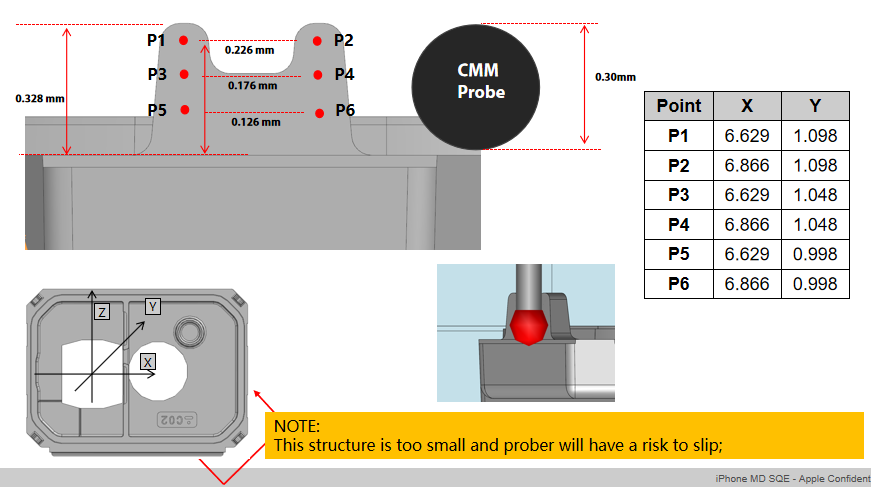 P1
P2
0.226 mm
P3
P4
0.176 mm
P5
P6
0.126 mm
0.328 mm
CMM
Probe
0.30mm
Point X Y
P1 6.629 1.098
P2 6.866 1.098
P3 6.629 1.048
P4 6.866 1.048
P5 6.629 0.998
P6 6.866 0.998
Z
Y
X
C02
NOTE:
This structure is too small and prober will have a risk to slip;
iPhone MD SQE - Apple Confident